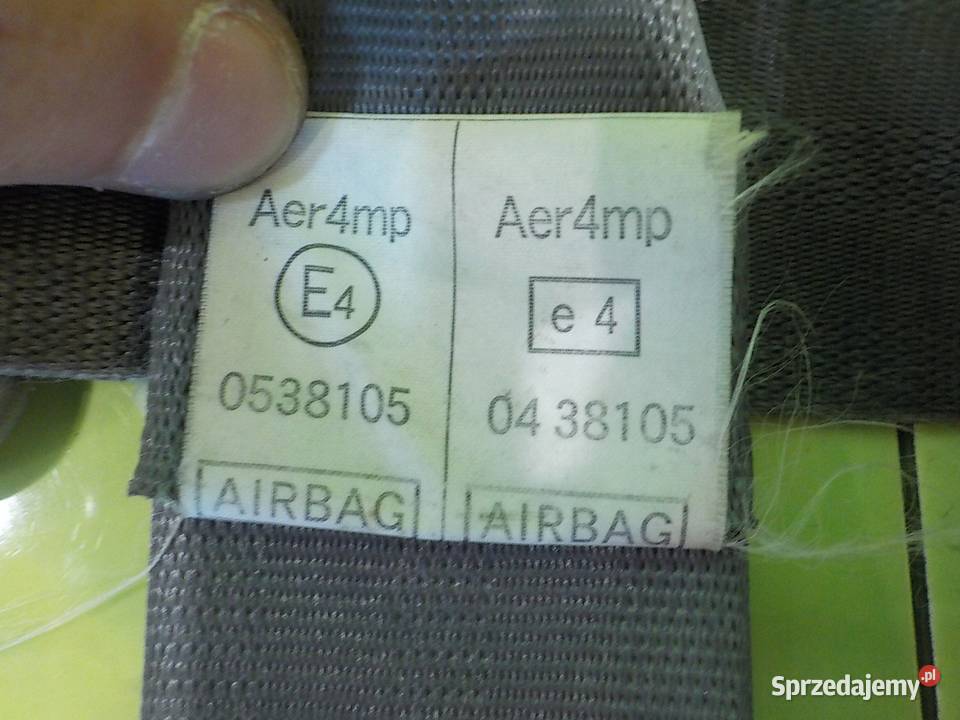 Aer4mp
E4
0538105
AIRBAG
Aer4mp
e 4
04 38105
AIRBAG
Sprzedajemy.pl